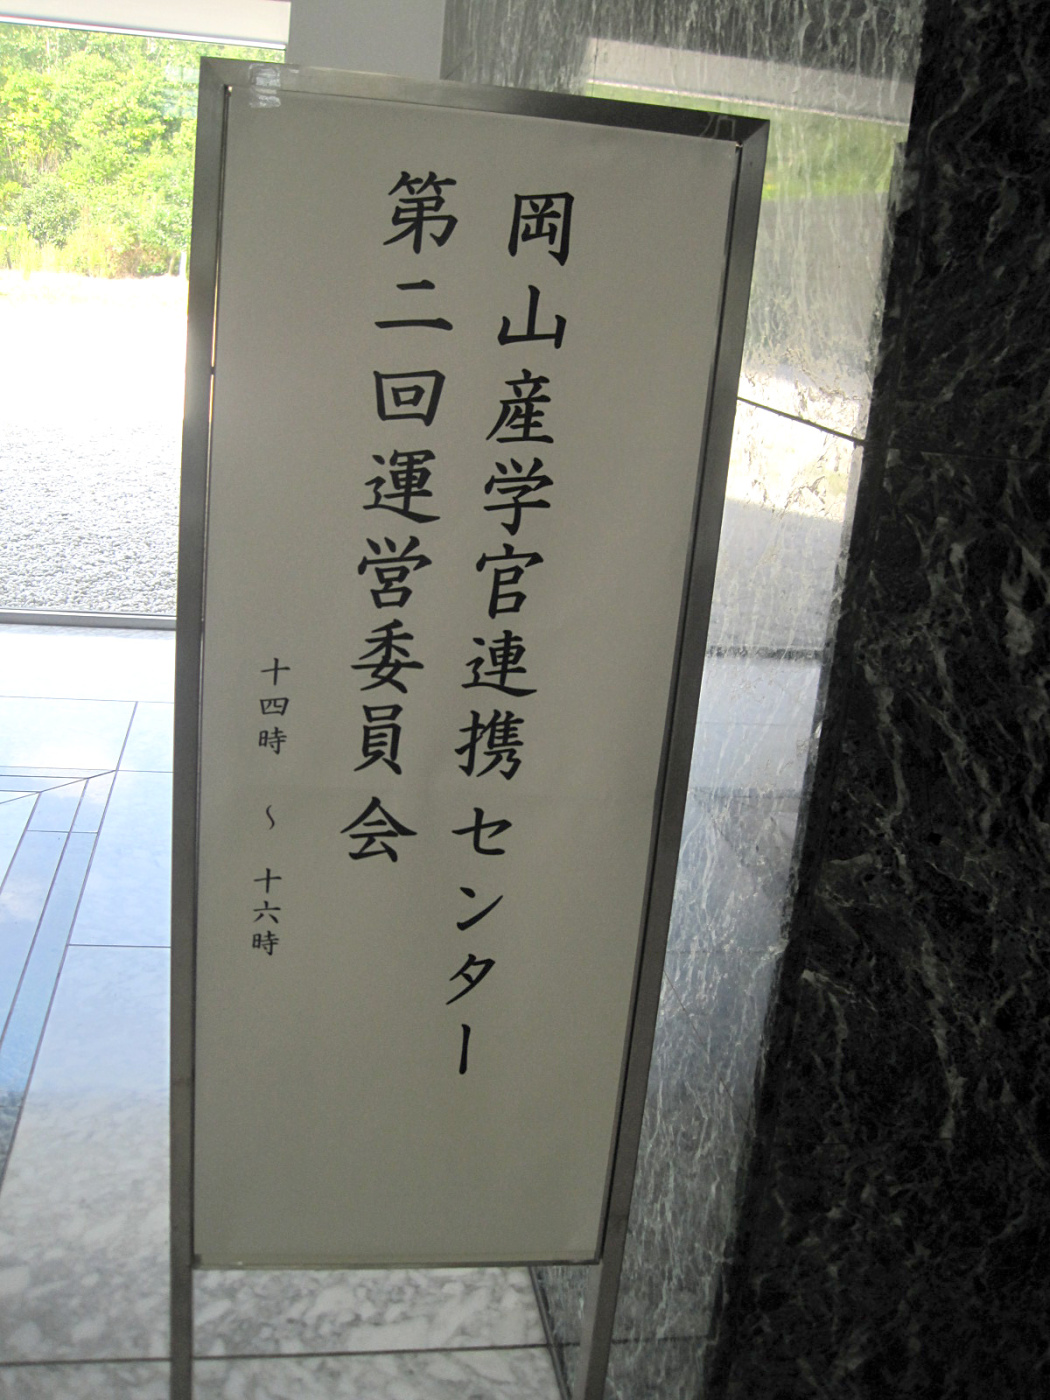 岡山産学官連携センター
第二回運営委員会
十四時 〜 十六時